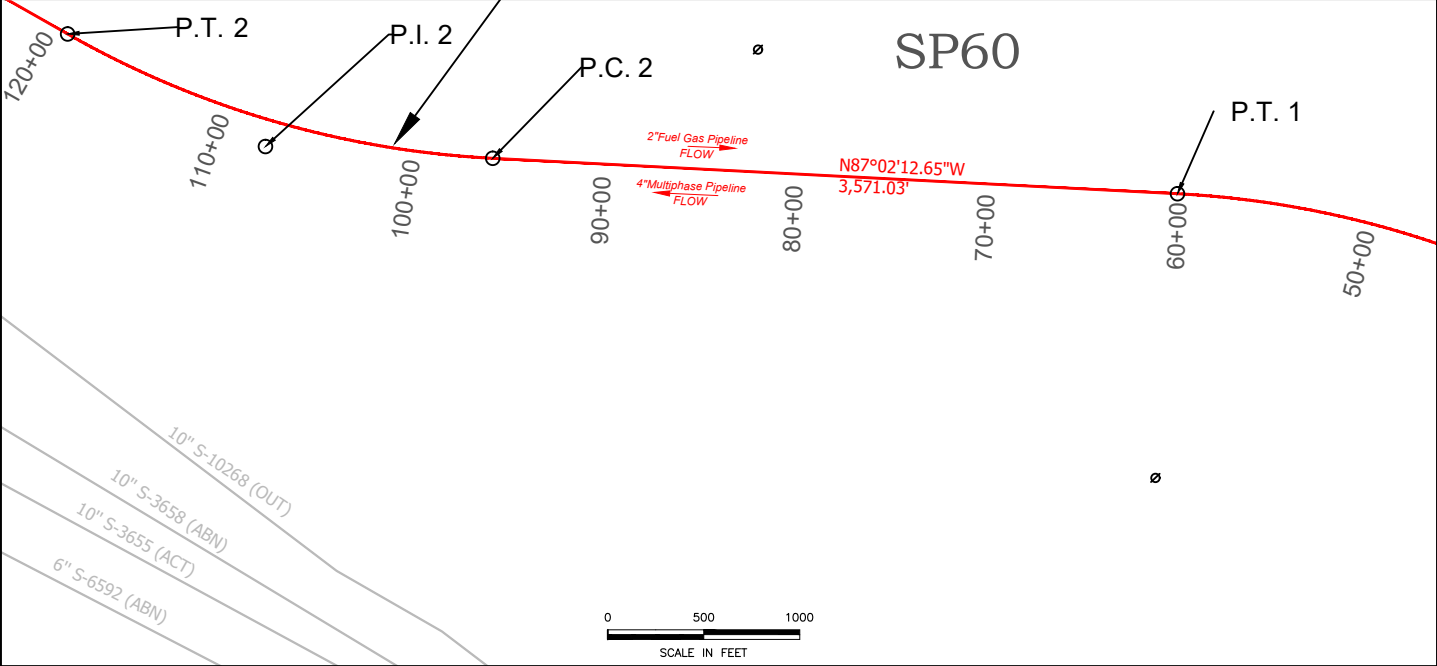 P.T. 2
P.I. 2
P.C. 2
SP60
P.T. 1
120+00
110+00
100+00
90+00
80+00
70+00
60+00
50+00
2"Fuel Gas Pipeline
FLOW
4"Multiphase Pipeline
FLOW
N87°02'12.65"W
3,571.03'
10" S-10268 (OUT)
10" S-3658 (ABN)
10" S-3655 (ACT)
6" S-6592 (ABN)
0 500 1000
SCALE IN FEET